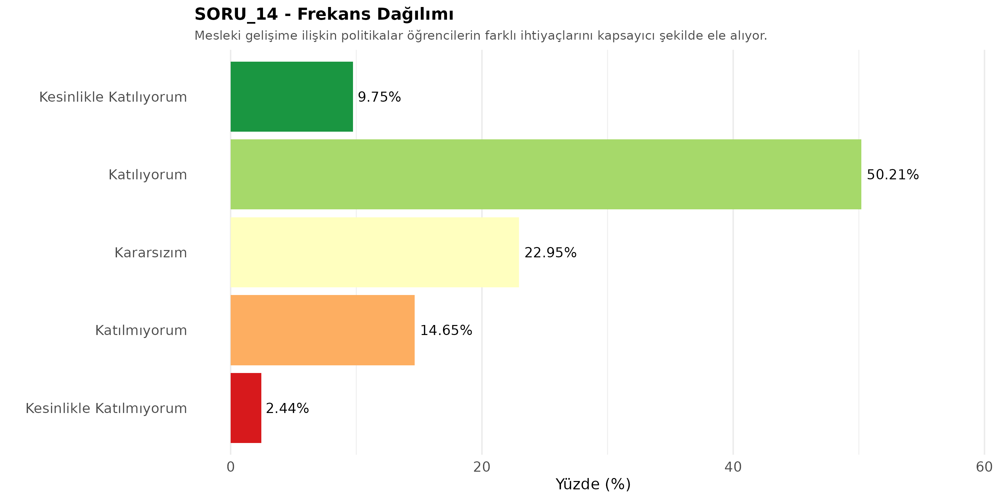 SORU_14 - Frekans Dağılımı
Mesleki gelişime ilişkin politikalar öğrencilerin farklı ihtiyaçlarını kapsayıcı şekilde ele alıyor.
Kesinlikle Katılıyorum
9.75%
Katılıyorum
50.21%
Kararsızım
22.95%
Katılmıyorum
14.65%
Kesinlikle Katılmıyorum
2.44%
0 20 40 60
Yüzde (%)